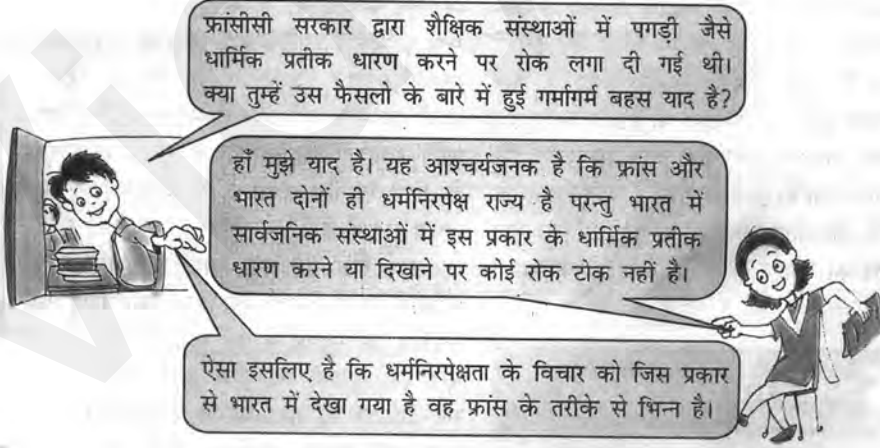 फ्रांसीसी सरकार द्वारा शैक्षिक संस्थाओं में पगड़ी जैसे
धार्मिक प्रतीक धारण करने पर रोक लगा दी गई थी।
क्या तुम्हें उस फैसलो के बारे में हुई गर्मागर्म बहस याद है?
हाँ मुझे याद है। यह आश्चर्यजनक है कि फ्रांस और
भारत दोनों ही धर्मनिरपेक्ष राज्य है परन्तु भारत में
सार्वजनिक संस्थाओं में इस प्रकार के धार्मिक प्रतीक
धारण करने या दिखाने पर कोई रोक टोक नहीं है।
ऐसा इसलिए है कि धर्मनिरपेक्षता के विचार को जिस प्रकार
से भारत में देखा गया है वह फ्रांस के तरीके से भिन्न है।